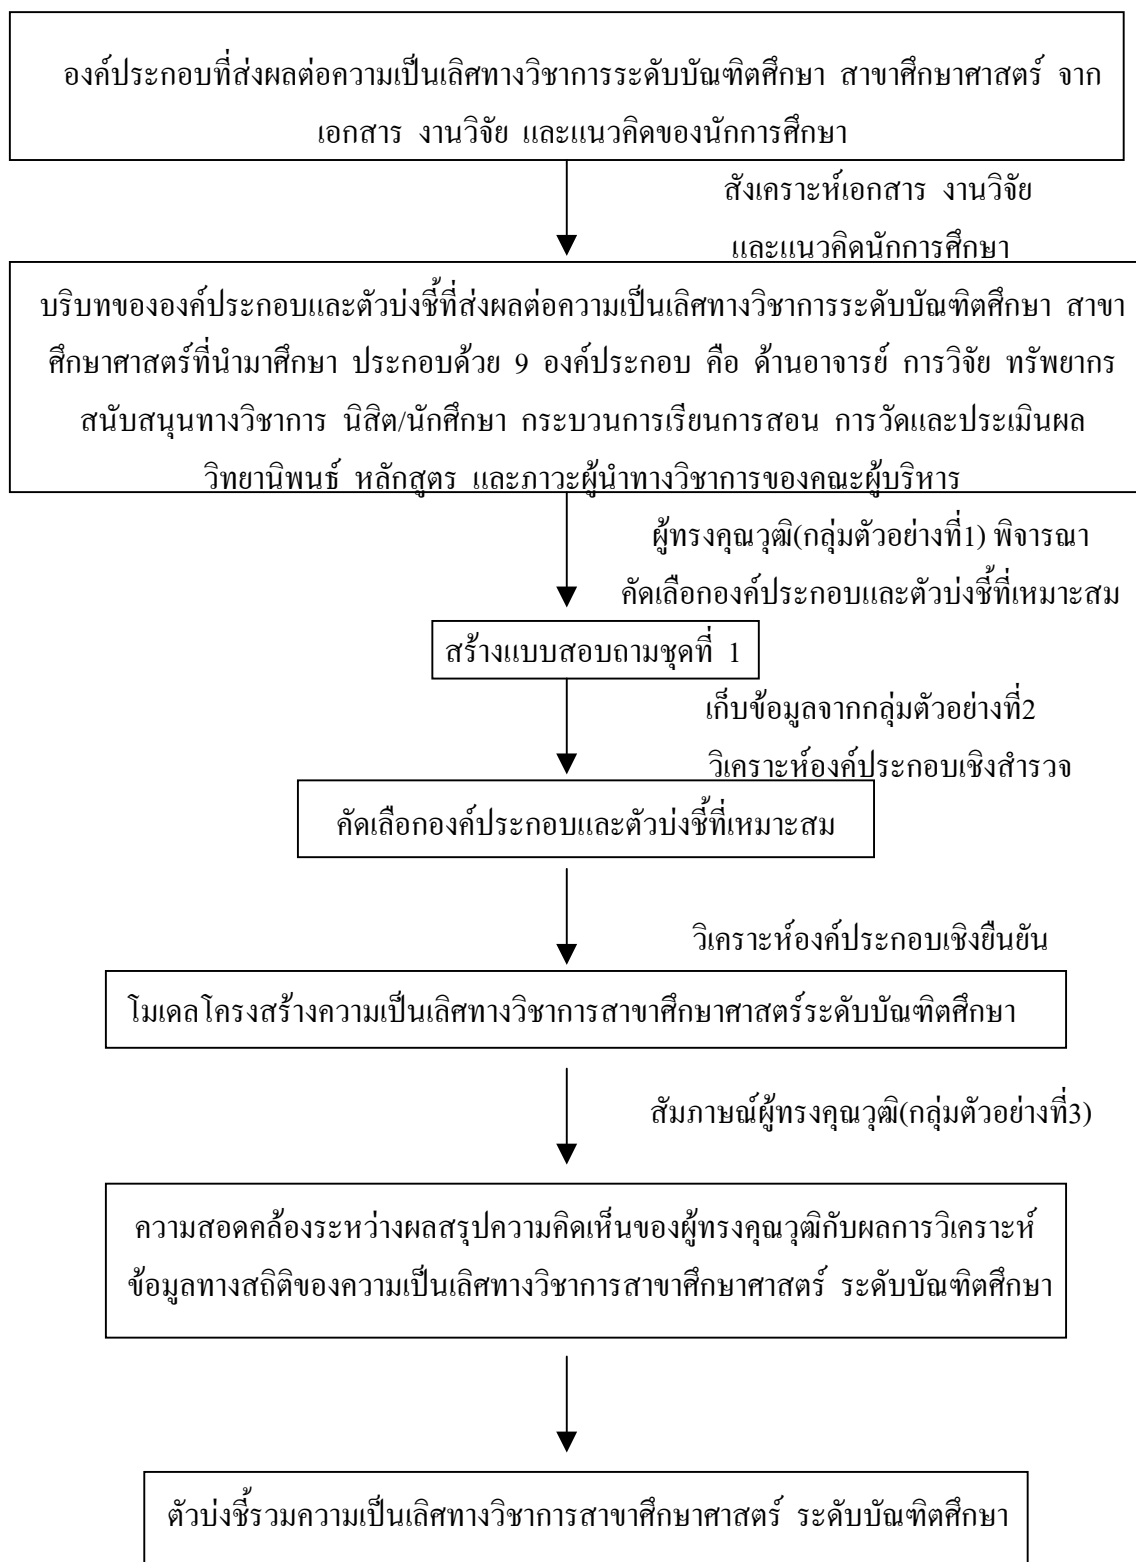 องค์ประกอบที่ส่งผลต่อความเป็นเลิศทางวิชาการระดับบัณฑิตศึกษา สาขาศึกษาศาสตร์ จาก
เอกสาร งานวิจัย และแนวคิดของนักการศึกษา
สังเคราะห์เอกสาร งานวิจัย
และแนวคิดนักการศึกษา
บริบทขององค์ประกอบและตัวบ่งชี้ที่ส่งผลต่อความเป็นเลิศทางวิชาการระดับบัณฑิตศึกษา สาขา
ศึกษาศาสตร์ที่นำมาศึกษา ประกอบด้วย 9 องค์ประกอบ คือ ด้านอาจารย์ การวิจัย ทรัพยากร
สนับสนุนทางวิชาการ นิสิต/นักศึกษา กระบวนการเรียนการสอน การวัดและประเมินผล
วิทยานิพนธ์ หลักสูตร และภาวะผู้นำทางวิชาการของคณะผู้บริหาร
ผู้ทรงคุณวุฒิ(กลุ่มตัวอย่างที่1) พิจารณา
คัดเลือกองค์ประกอบและตัวบ่งชี้ที่เหมาะสม
สร้างแบบสอบถามชุดที่ 1
เก็บข้อมูลจากกลุ่มตัวอย่างที่2
วิเคราะห์องค์ประกอบเชิงสำรวจ
คัดเลือกองค์ประกอบและตัวบ่งชี้ที่เหมาะสม
วิเคราะห์องค์ประกอบเชิงยืนยัน
โมเดลโครงสร้างความเป็นเลิศทางวิชาการสาขาศึกษาศาสตร์ระดับบัณฑิตศึกษา
สัมภาษณ์ผู้ทรงคุณวุฒิ(กลุ่มตัวอย่างที่3)
ความสอดคล้องระหว่างผลสรุปความคิดเห็นของผู้ทรงคุณวุฒิกับผลการวิเคราะห์
ข้อมูลทางสถิติของความเป็นเลิศทางวิชาการสาขาศึกษาศาสตร์ ระดับบัณฑิตศึกษา
ตัวบ่งชี้รวมความเป็นเลิศทางวิชาการสาขาศึกษาศาสตร์ ระดับบัณฑิตศึกษา